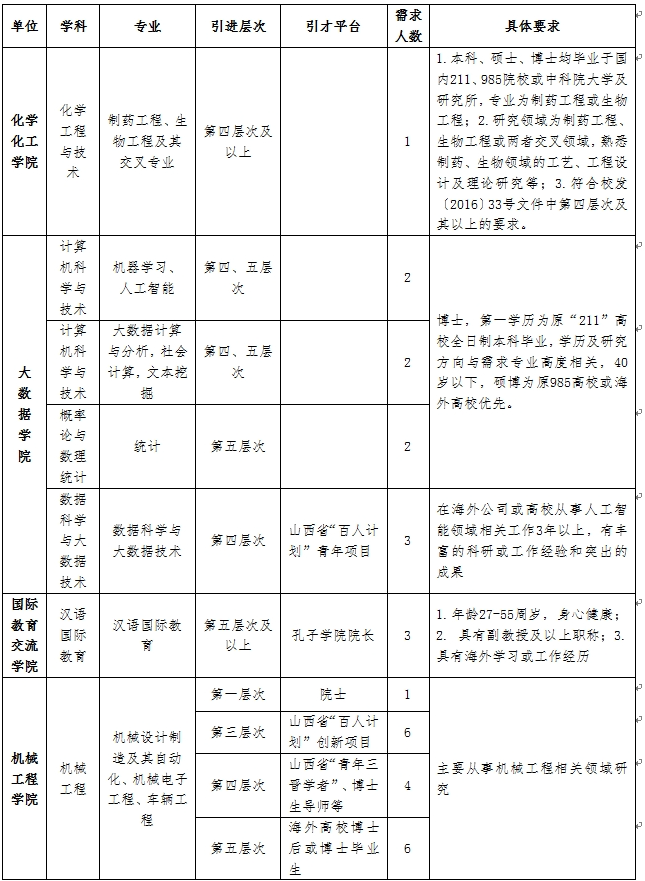 单位
学科
专业
引进层次
引才平台
需求
人数
具体要求
化学
化工
学院
化学
工程
与技
术
制药工程、生
物工程及其
交叉专业
第四层次及
以上
1
1.本科、硕士、博士均毕业于国
内211、985院校或中科院大学及
研究所，专业为制药工程或生物
工程；2.研究领域为制药工程、
生物工程或两者交叉领域，熟悉
制药、生物领域的工艺、工程设
计及理论研究等；3.符合校发
〔2016〕33号文件中第四层次及
其以上的要求。
大
数
据
学
院
计算
机科
学与
技术
机器学习、
人工智能
第四、五层
次
2
博士，第一学历为原“211”高
校全日制本科毕业，学历及研究
方向与需求专业高度相关，40
岁以下，硕博为原985高校或海
外高校优先。
计算
机科
学与
技术
大数据计算
与分析，社会
计算，文本挖
掘
第四、五层
次
2
概率
论与
数理
统计
统计
第五层次
2
数据
科学
与大
数据
技术
数据科学与
大数据技术
第四层次
山西省“百人计
划”青年项目
3
在海外公司或高校从事人工智
能领域相关工作3年以上，有丰
富的科研或工作经验和突出的
成果
国际
教育
交流
学院
汉语
国际
教育
汉语国际教
育
第五层次及
以上
孔子学院院长
3
1.年龄27-55周岁，身心健康；
2. 具有副教授及以上职称；3.
具有海外学习或工作经历
机械
工程
学院
机械
工程
机械设计制
造及其自动
化、机械电子
工程、车辆工
程
第一层次
院士
1
主要从事机械工程相关领域研
究
第三层次
山西省“百人计
划”创新项目
6
第四层次
山西省“青年三
晋学者”、博士
生导师等
4
第五层次
海外高校博士
后或博士毕业
生
6